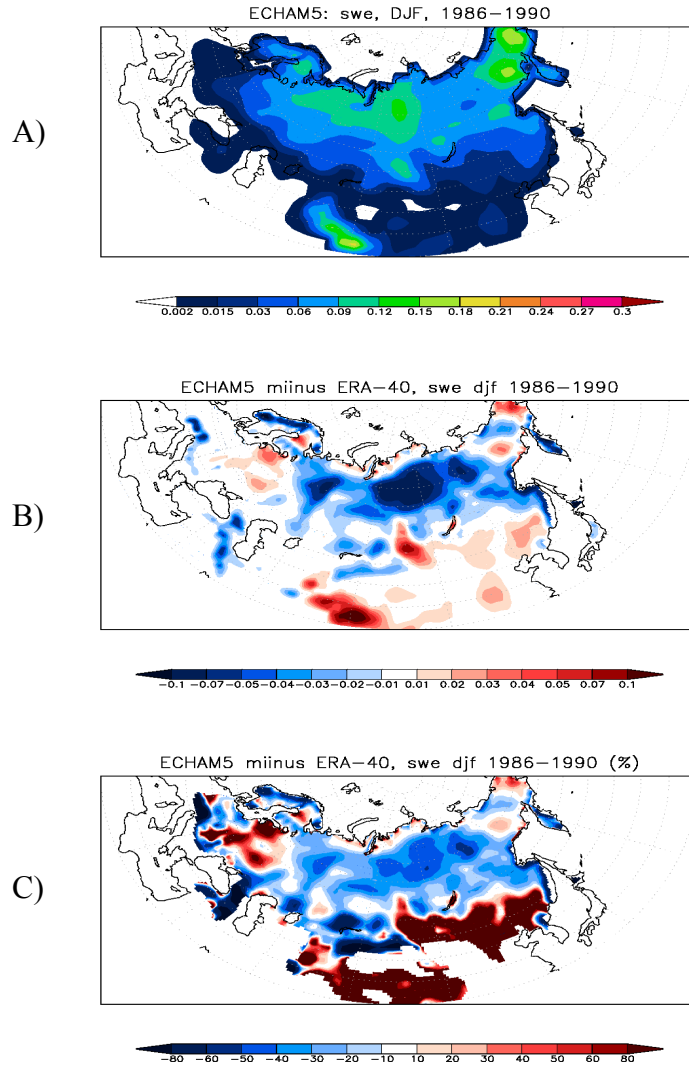 ECHAM5: swe, DJF, 1986−1990
A)
0.002 0.015 0.03 0.06 0.09 0.12 0.15 0.18 0.21 0.24 0.27 0.3
ECHAM5 miinus ERA−40, swe djf 1986−1990
B)
−0.1 −0.07 −0.05 −0.04 −0.03 −0.02 −0.01 0.01 0.02 0.03 0.04 0.05 0.07 0.1
ECHAM5 miinus ERA−40, swe djf 1986−1990 (%)
C)
−80 −60 −50 −40 −30 −20 −10 10 20 30 40 50 60 80